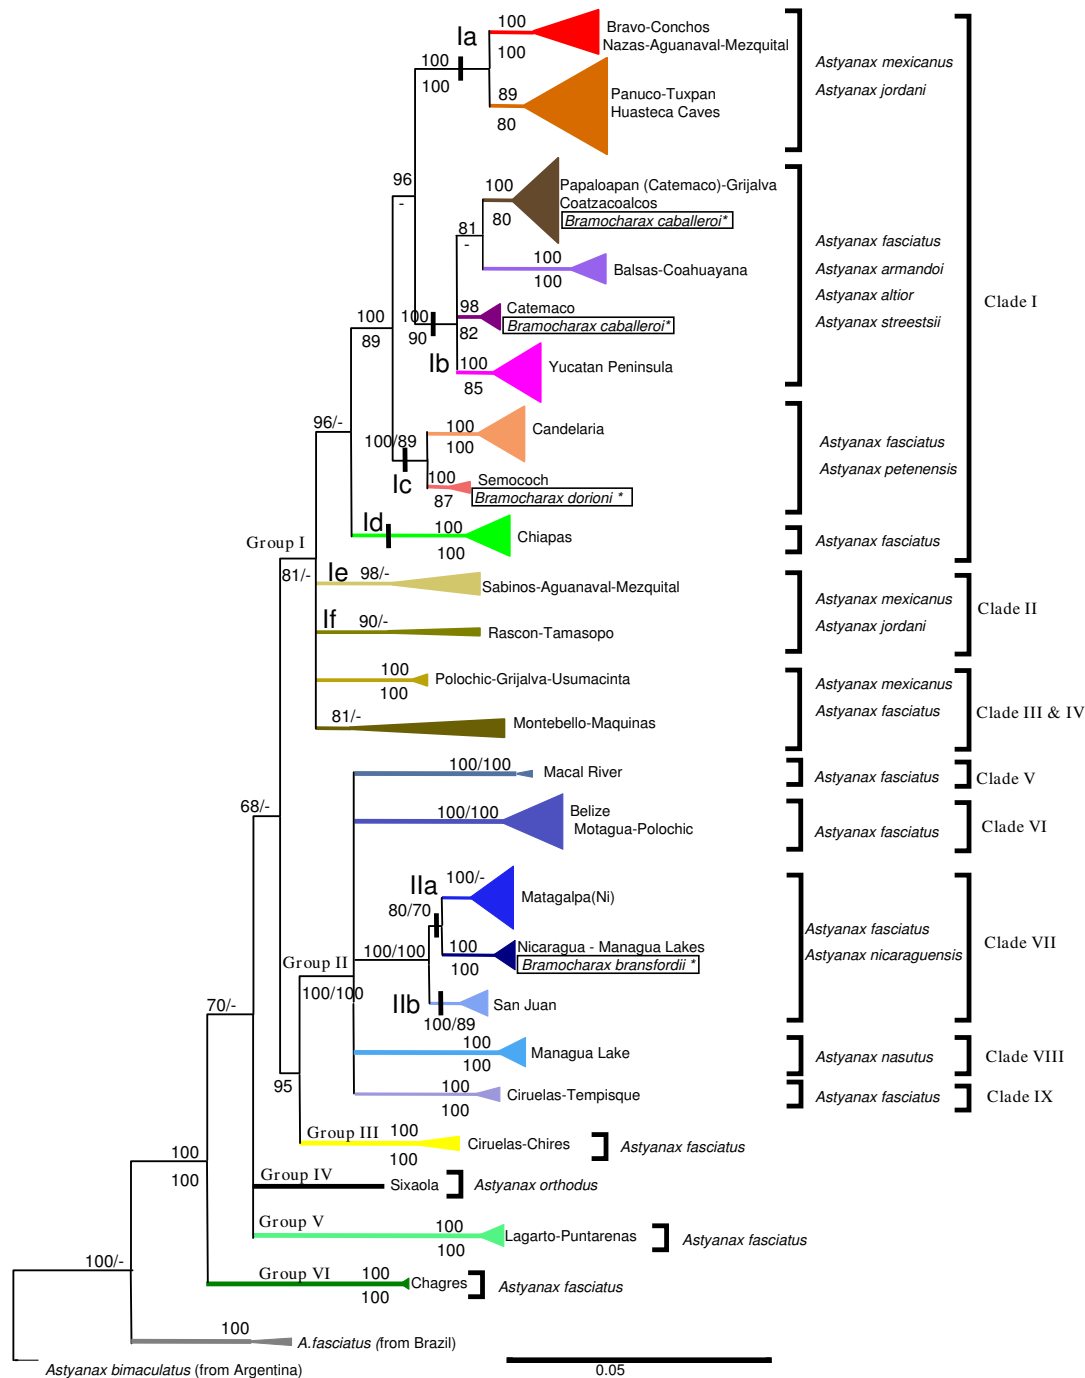 100
Ia
Bravo-Conchos
Nazas-Aguanaval-Mezquital
100
100
100
Astyanax mexicanus
Astyanax jordani
89
80
Panuco-Tuxpan
Huasteca Caves
96
-
100
80
Papaloapan (Catemaco)-Grijalva
Coatzacoalcos
Bramocharax caballeroi*
81
-
100
100
Balsas-Coahuayana
Astyanax fasciatus
Astyanax armandoi
Astyanax altior
Astyanax streestsii
Clade I
98
82
Catemaco
Bramocharax caballeroi*
100
90
Ib
100
85
Yucatan Peninsula
100
89
96/-
100/89
Ic
100
100
Candelaria
100
87
Semococh
Bramocharax dorioni *
Astyanax fasciatus
Astyanax petenensis
Id
100
100
Chiapas
Astyanax fasciatus
Group I
81/-
Ie
98/-
Sabinos-Aguanaval-Mezquital
Astyanax mexicanus
Astyanax jordani
Clade II
If
90/-
Rascon-Tamasopo
100
100
Polochic-Grijalva-Usumacinta
Astyanax mexicanus
Astyanax fasciatus
Clade III & IV
81/-
Montebello-Maquinas
68/-
100/100
Macal River
Astyanax fasciatus
Clade V
100/100
Belize
Motagua-Polochic
Astyanax fasciatus
Clade VI
IIa
80/70
100/-
Matagalpa(Ni)
100/100
100
100
Nicaragua - Managua Lakes
Bramocharax bransfordii *
Astyanax fasciatus
Astyanax nicaraguensis
Clade VII
Group II
100/100
IIb
100/89
San Juan
70/-
100
100
Managua Lake
Astyanax nasutus
Clade VIII
95
100
100
Ciruelas-Tempisque
Astyanax fasciatus
Clade IX
Group III
100
100
Ciruelas-Chires
Astyanax fasciatus
100
100
Group IV
Sixaola
Astyanax orthodus
Group V
100
100
Lagarto-Puntarenas
Astyanax fasciatus
100/-
Group VI
100
100
Chagres
Astyanax fasciatus
100
A.fasciatus (from Brazil)
Astyanax bimaculatus (from Argentina)
0.05